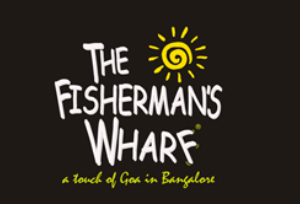 THE
FISHERMAN'S
WHARF®
a touch of Goa in Bangalore